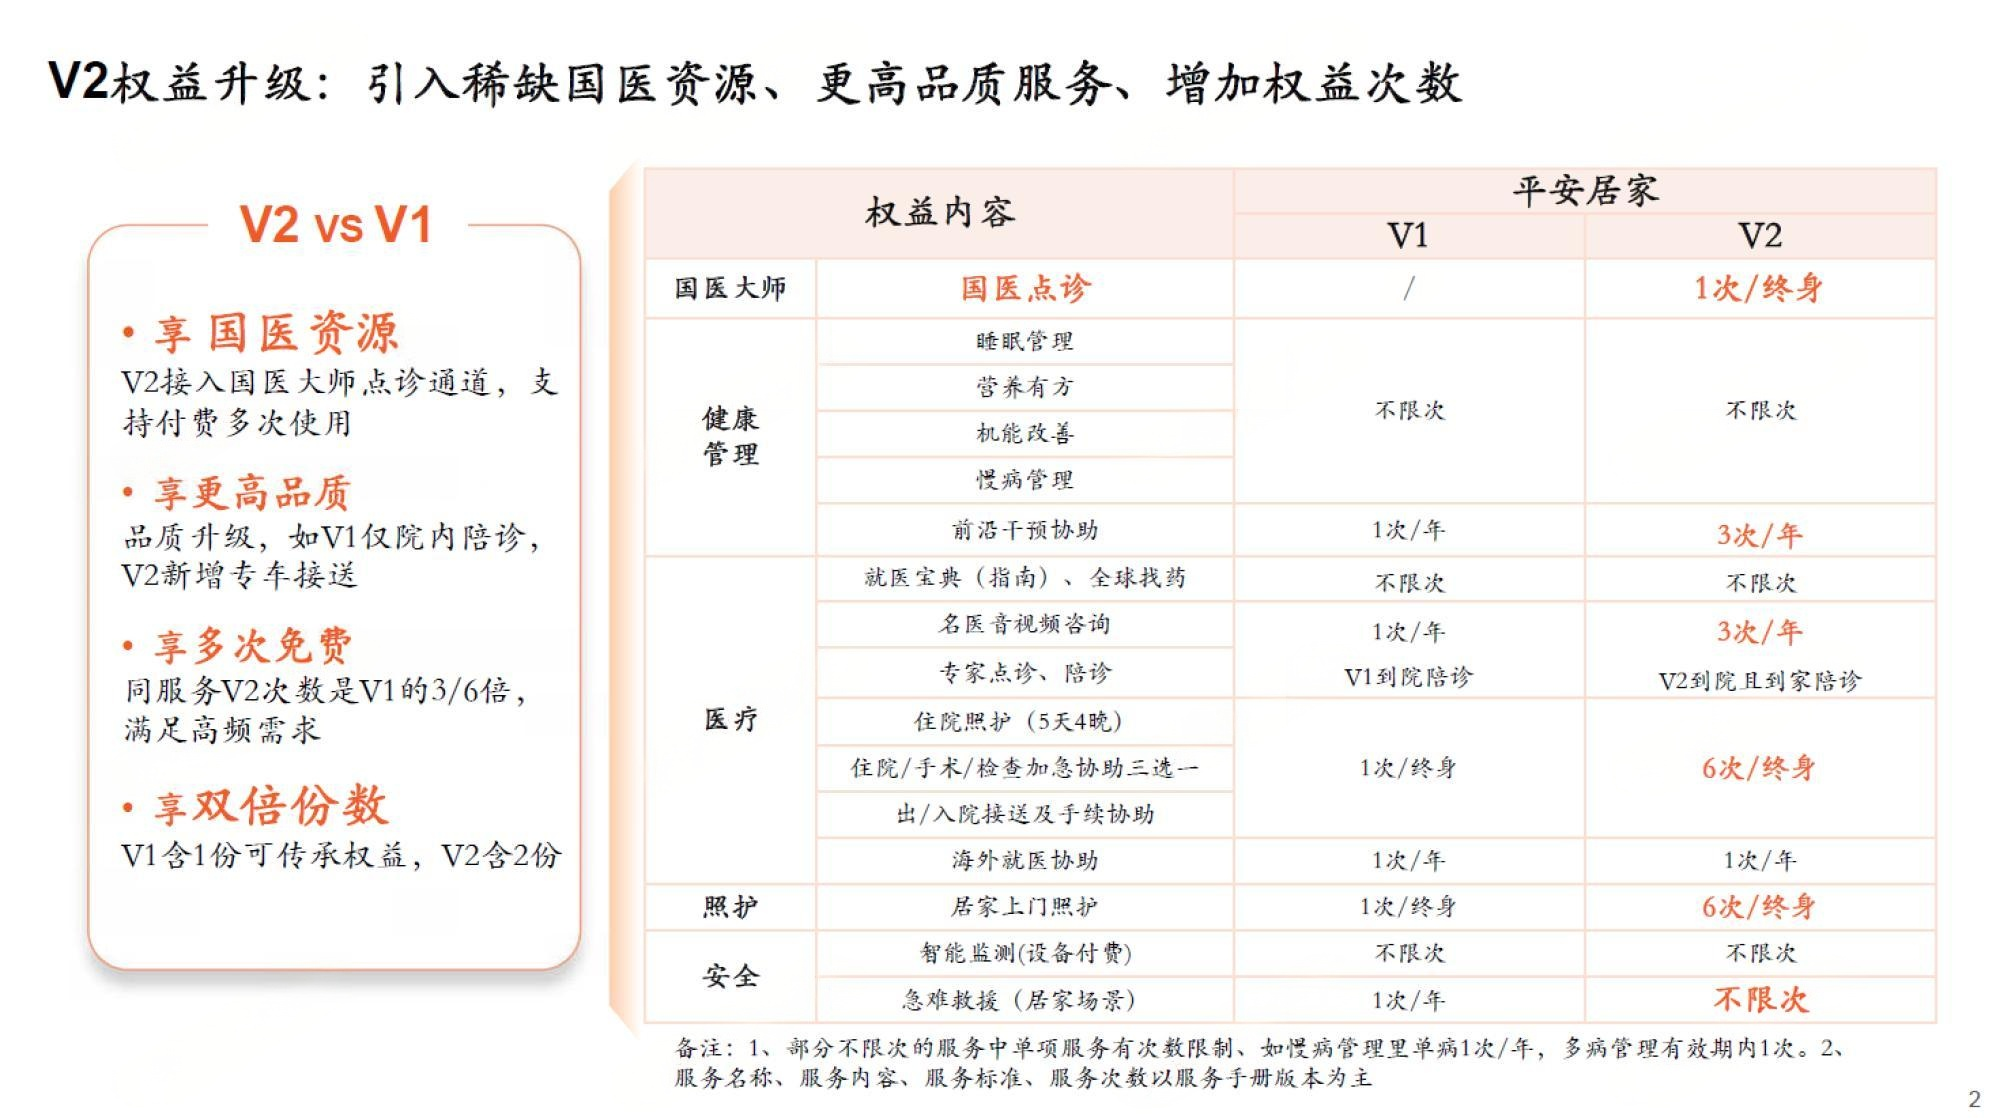 V2权益升级：引入稀缺国医资源、更高品质服务、增加权益次数
V2 vs V1
• 享 国医资源
V2接入国医大师点诊通道，支
持付费多次使用
• 享更高品质
品质升级，如V1仅院内陪诊，
V2新增专车接送
• 享多次免费
同服务V2次数是V1的3/6倍，
满足高频需求
• 享双倍份数
V1含1份可传承权益，V2含2份
权益内容
平安居家
V1
V2
国医大师
国医点诊
/
1次/终身
健康
管理
睡眠管理
营养有方
机能改善
慢病管理
不限次
不限次
前沿干预协助
1次/年
3次/年
医疗
就医宝典（指南）、全球找药
不限次
不限次
名医音视频咨询
1次/年
3次/年
专家点诊、陪诊
V1到院陪诊
V2到院且到家陪诊
住院照护（5天4晚）
住院/手术/检查加急协助三选一
1次/终身
6次/终身
出/入院接送及手续协助
海外就医协助
1次/年
1次/年
照护
居家上门照护
1次/终身
6次/终身
安全
智能监测(设备付费)
不限次
不限次
急难救援（居家场景）
1次/年
不限次
备注：1、部分不限次的服务中单项服务有次数限制、如慢病管理里单病1次/年，多病管理有效期内1次。2、
服务名称、服务内容、服务标准、服务次数以服务手册版本为主
2